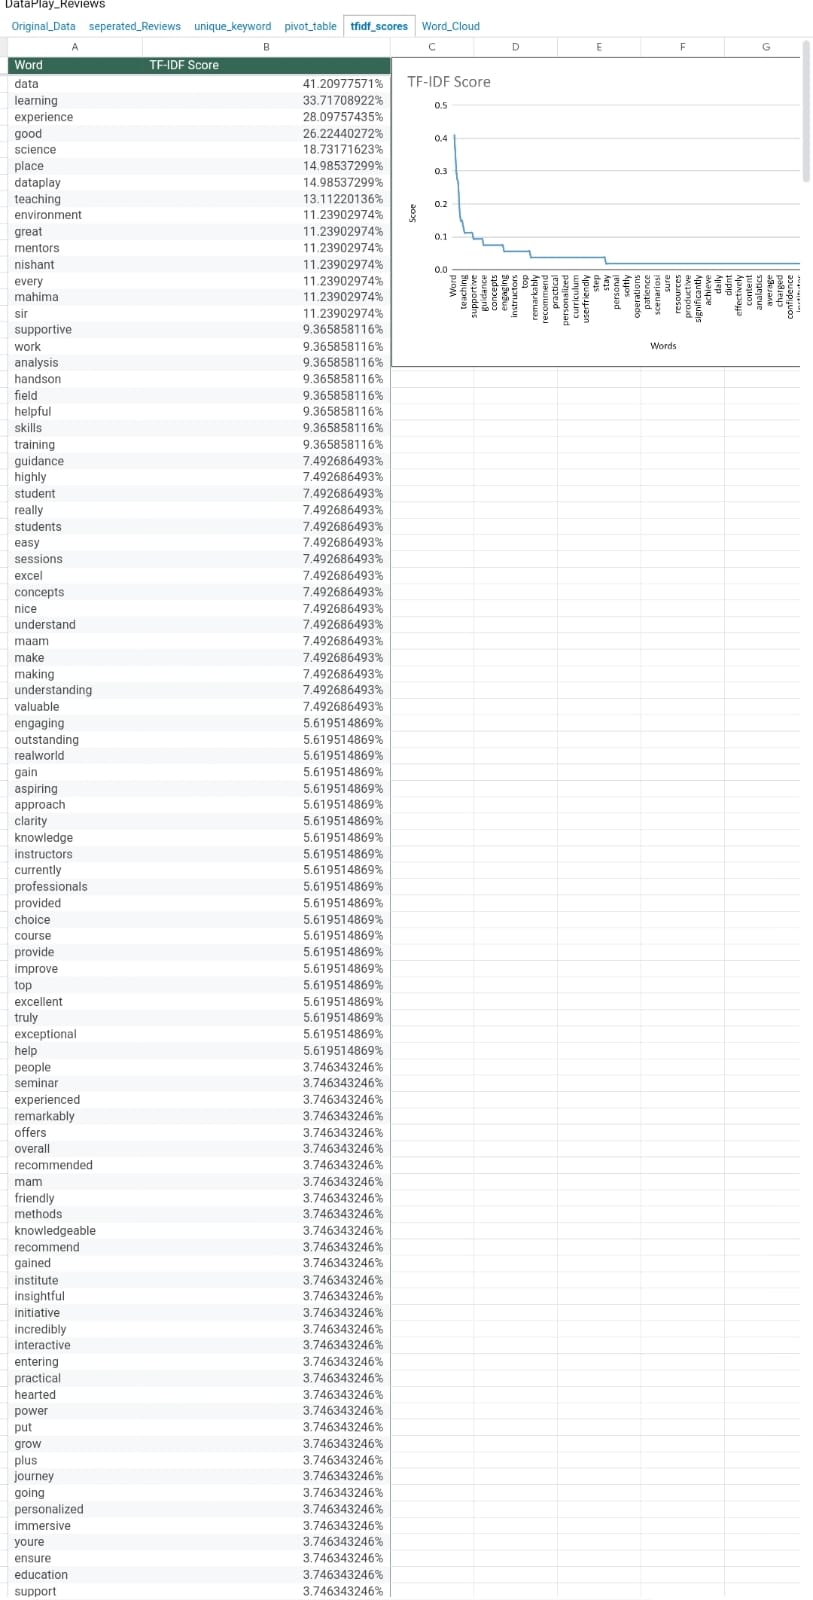 DataPlay_Reviews
Original_Data seperated_Reviews unique_keyword pivot_table tfidf_scores Word_Cloud
A B C D E F G
Word TF-IDF Score
data 41.20977571%
learning 33.71708922%
experience 28.09757435%
good 26.22440272%
science 18.73171623%
place 14.98537299%
dataplay 14.98537299%
teaching 13.11220136%
environment 11.23902974%
great 11.23902974%
mentors 11.23902974%
nishant 11.23902974%
every 11.23902974%
mahima 11.23902974%
sir 11.23902974%
supportive 9.365858116%
work 9.365858116%
analysis 9.365858116%
handson 9.365858116%
field 9.365858116%
helpful 9.365858116%
skills 9.365858116%
training 9.365858116%
guidance 7.492686493%
highly 7.492686493%
student 7.492686493%
really 7.492686493%
students 7.492686493%
easy 7.492686493%
sessions 7.492686493%
excel 7.492686493%
concepts 7.492686493%
nice 7.492686493%
understand 7.492686493%
maam 7.492686493%
make 7.492686493%
making 7.492686493%
understanding 7.492686493%
valuable 7.492686493%
engaging 5.619514869%
outstanding 5.619514869%
realworld 5.619514869%
gain 5.619514869%
aspiring 5.619514869%
approach 5.619514869%
clarity 5.619514869%
knowledge 5.619514869%
instructors 5.619514869%
currently 5.619514869%
professionals 5.619514869%
provided 5.619514869%
choice 5.619514869%
course 5.619514869%
provide 5.619514869%
improve 5.619514869%
top 5.619514869%
excellent 5.619514869%
truly 5.619514869%
exceptional 5.619514869%
help 5.619514869%
people 3.746343246%
seminar 3.746343246%
experienced 3.746343246%
remarkably 3.746343246%
offers 3.746343246%
overall 3.746343246%
recommended 3.746343246%
mam 3.746343246%
friendly 3.746343246%
methods 3.746343246%
knowledgeable 3.746343246%
recommend 3.746343246%
gained 3.746343246%
institute 3.746343246%
insightful 3.746343246%
initiative 3.746343246%
incredibly 3.746343246%
interactive 3.746343246%
entering 3.746343246%
practical 3.746343246%
hearted 3.746343246%
power 3.746343246%
put 3.746343246%
grow 3.746343246%
plus 3.746343246%
journey 3.746343246%
going 3.746343246%
personalized 3.746343246%
immersive 3.746343246%
youre 3.746343246%
ensure 3.746343246%
education 3.746343246%
support 3.746343246%
TF-IDF Score
0.5
0.4
0.3
0.2
0.1
0.0
Scoe
Word
teaching
supportive
guidance
concepts
engaging
instructors
top
remarkably
recommend
practical
personalized
curriculum
userfriendly
step
stay
personal
softly
operations
patience
scenariosi
sure
resources
productive
significantly
achieve
daily
didnt
effectively
content
analatics
average
charged
confidence
Words